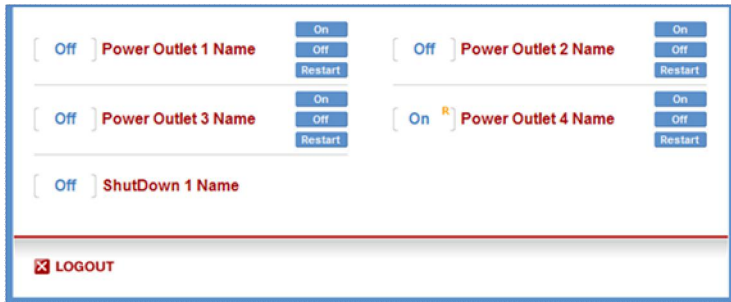 On
Off Power Outlet 1 Name Off
Restart
On
Off Power Outlet 2 Name Off
Restart
On
Off Power Outlet 3 Name Off
Restart
On
On R Power Outlet 4 Name Off
Restart
Off ShutDown 1 Name
LOGOUT